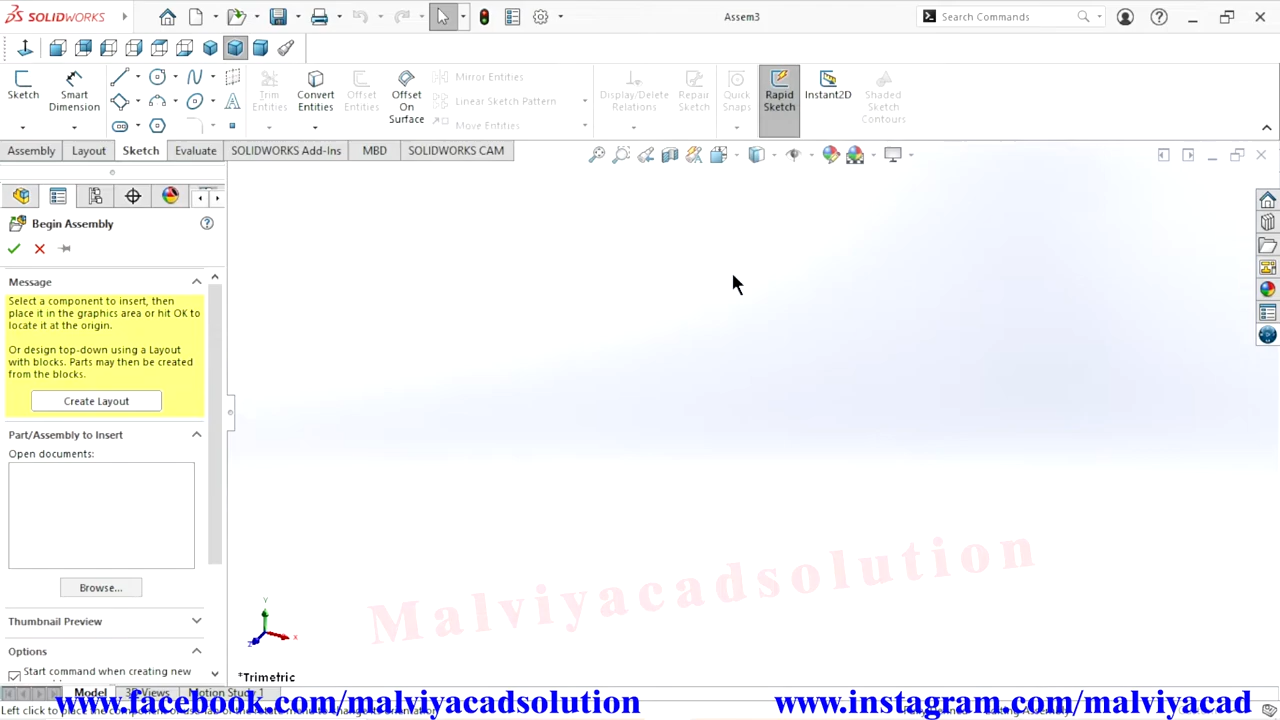 SOLIDWORKS
Assem3
Search Commands
Sketch
Smart Dimension
Trim Entities
Convert Entities
Offset Entities
Offset On Surface
Mirror Entities
Linear Sketch Pattern
Move Entities
Display/Delete Relations
Repair Sketch
Quick Snaps
Rapid Sketch
Instant2D
Shaded Sketch Contours
Assembly
Layout
Sketch
Evaluate
SOLIDWORKS Add-Ins
MBD
SOLIDWORKS CAM
Begin Assembly
Message
Select a component to insert, then
place it in the graphics area or hit OK to
locate it at the origin.
Or design top-down using a Layout
with blocks. Parts may then be created
from the blocks.
Create Layout
Part/Assembly to Insert
Open documents:
Browse...
Thumbnail Preview
Options
Start command when creating new
Malviyacadsolution
Y
X
Z
*Trimetric
Model
3D Views
Motion Study 1
www.facebook.com/malviyacadsolution
www.instagram.com/malviyacad